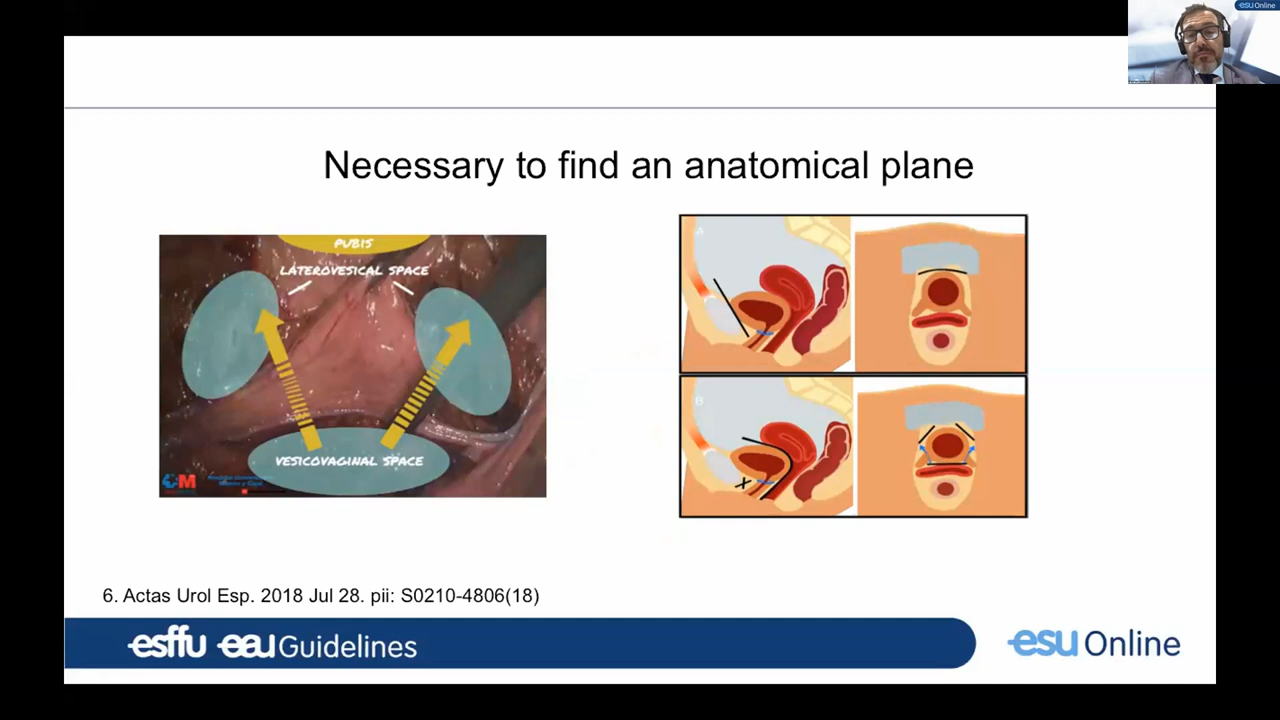 esu Online
Necessary to find an anatomical plane
PUBIS
LATEROVESICAL SPACE
VESICOVAGINAL SPACE
M
A
B
6. Actas Urol Esp. 2018 Jul 28. pii: S0210-4806(18)
esffu eau Guidelines
esu Online